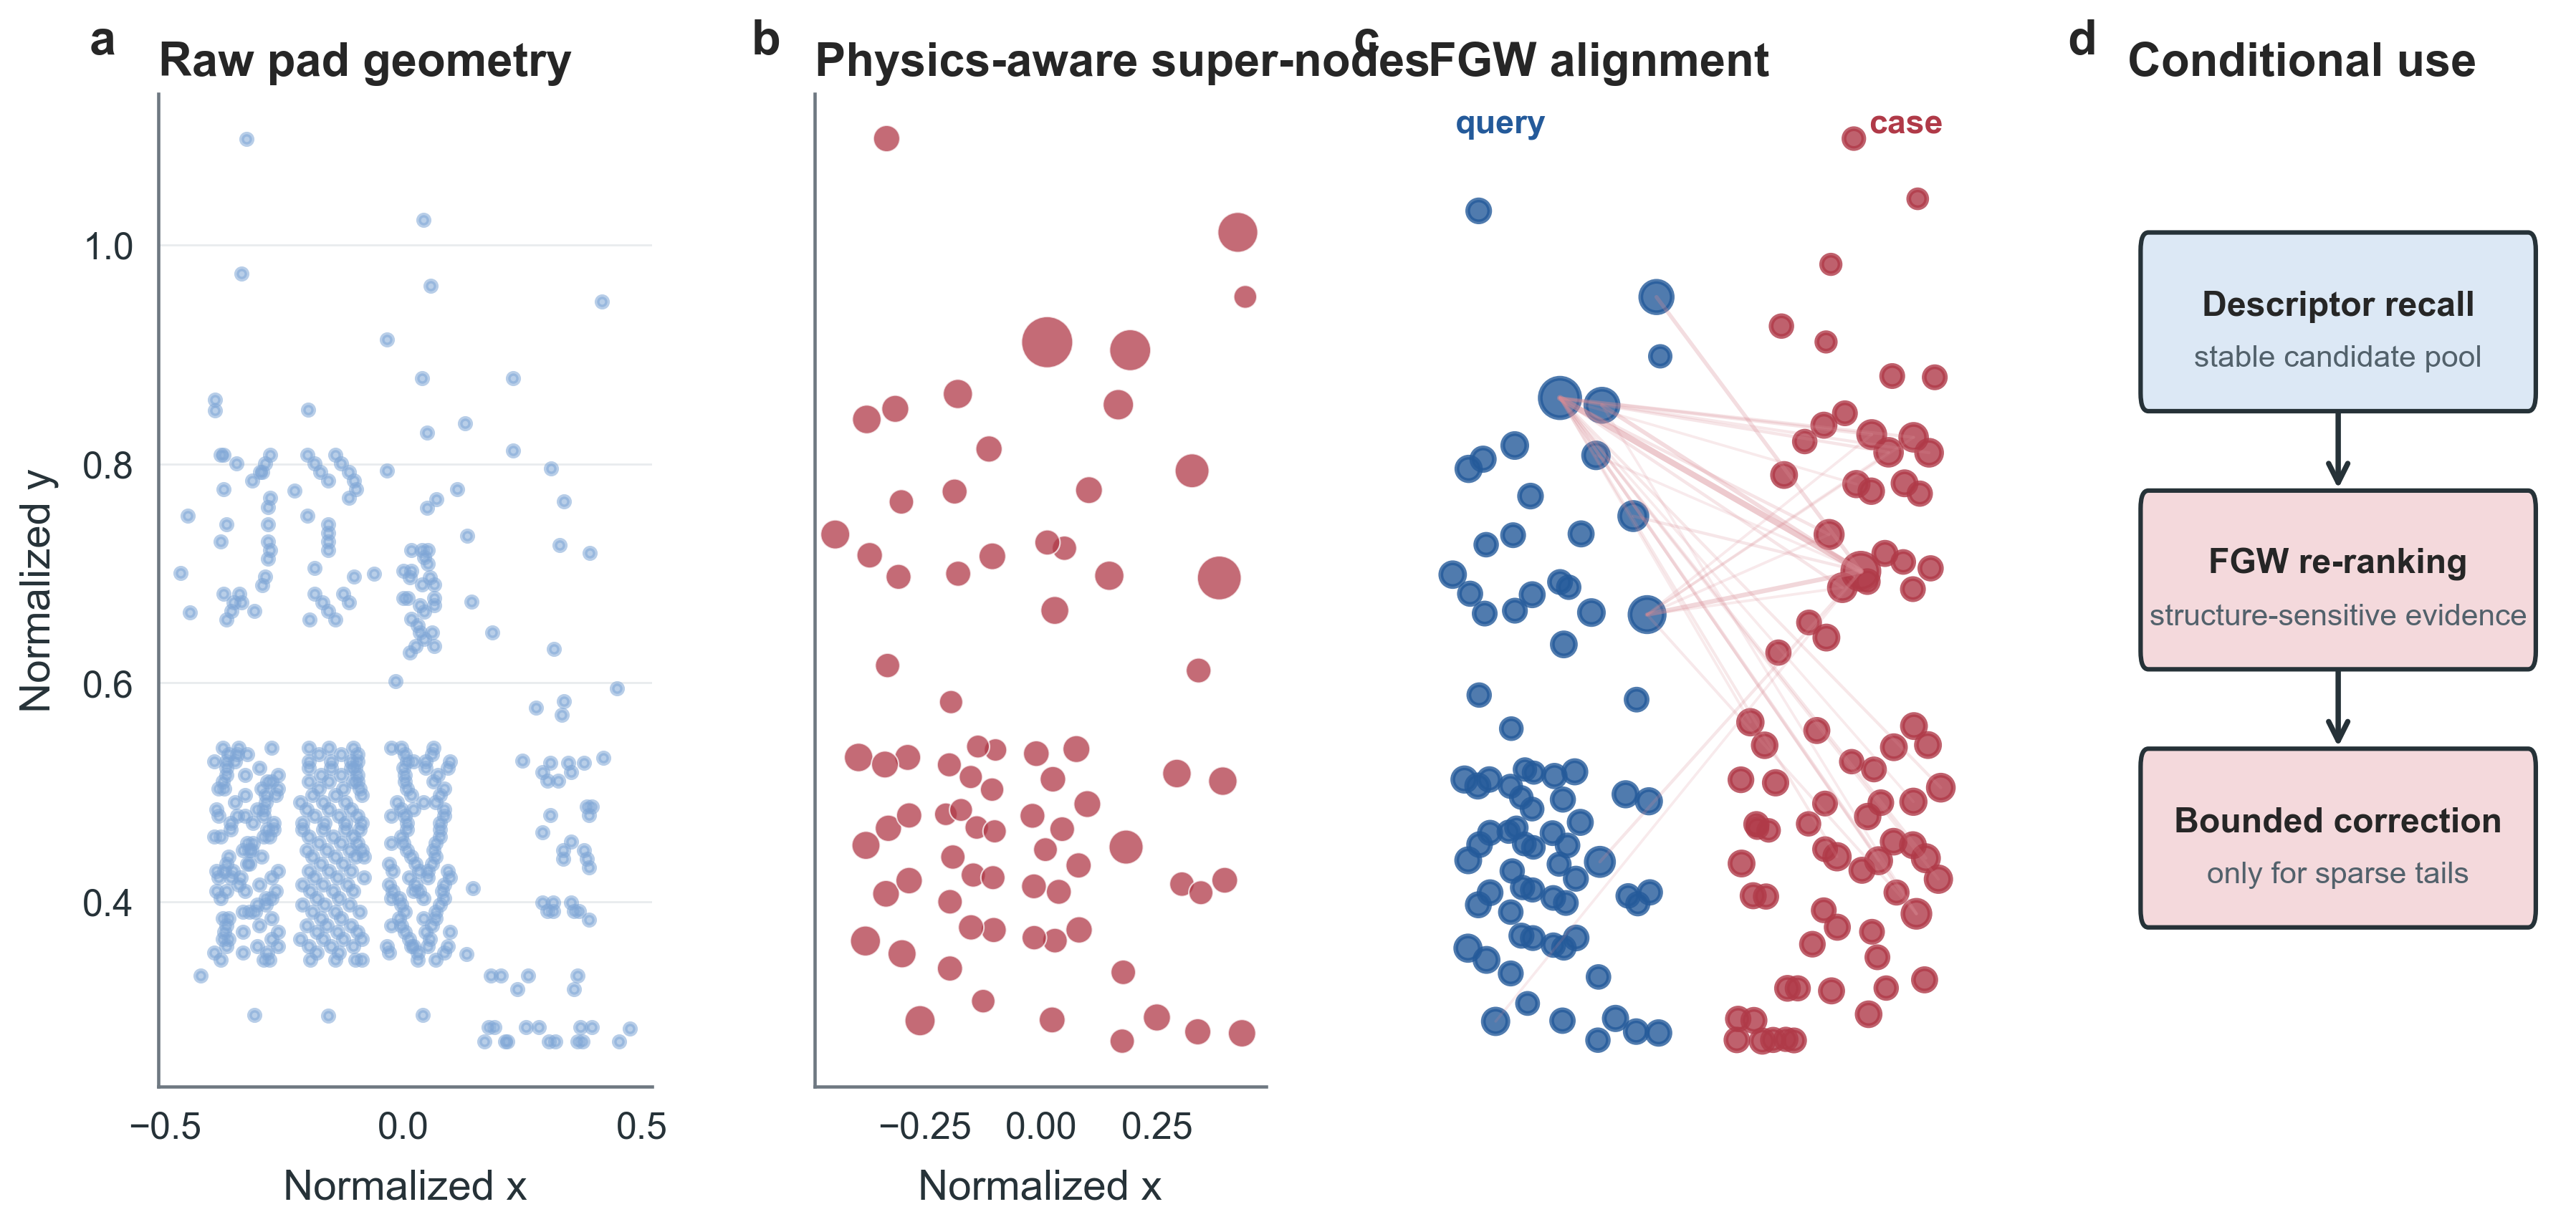 a
Raw pad geometry
Normalized y
1.0
0.8
0.6
0.4
−0.5 0.0 0.5
Normalized x
b
Physics-aware super-nodes
−0.25 0.00 0.25
Normalized x
c
FGW alignment
query
case
d
Conditional use
Descriptor recall
stable candidate pool
FGW re-ranking
structure-sensitive evidence
Bounded correction
only for sparse tails